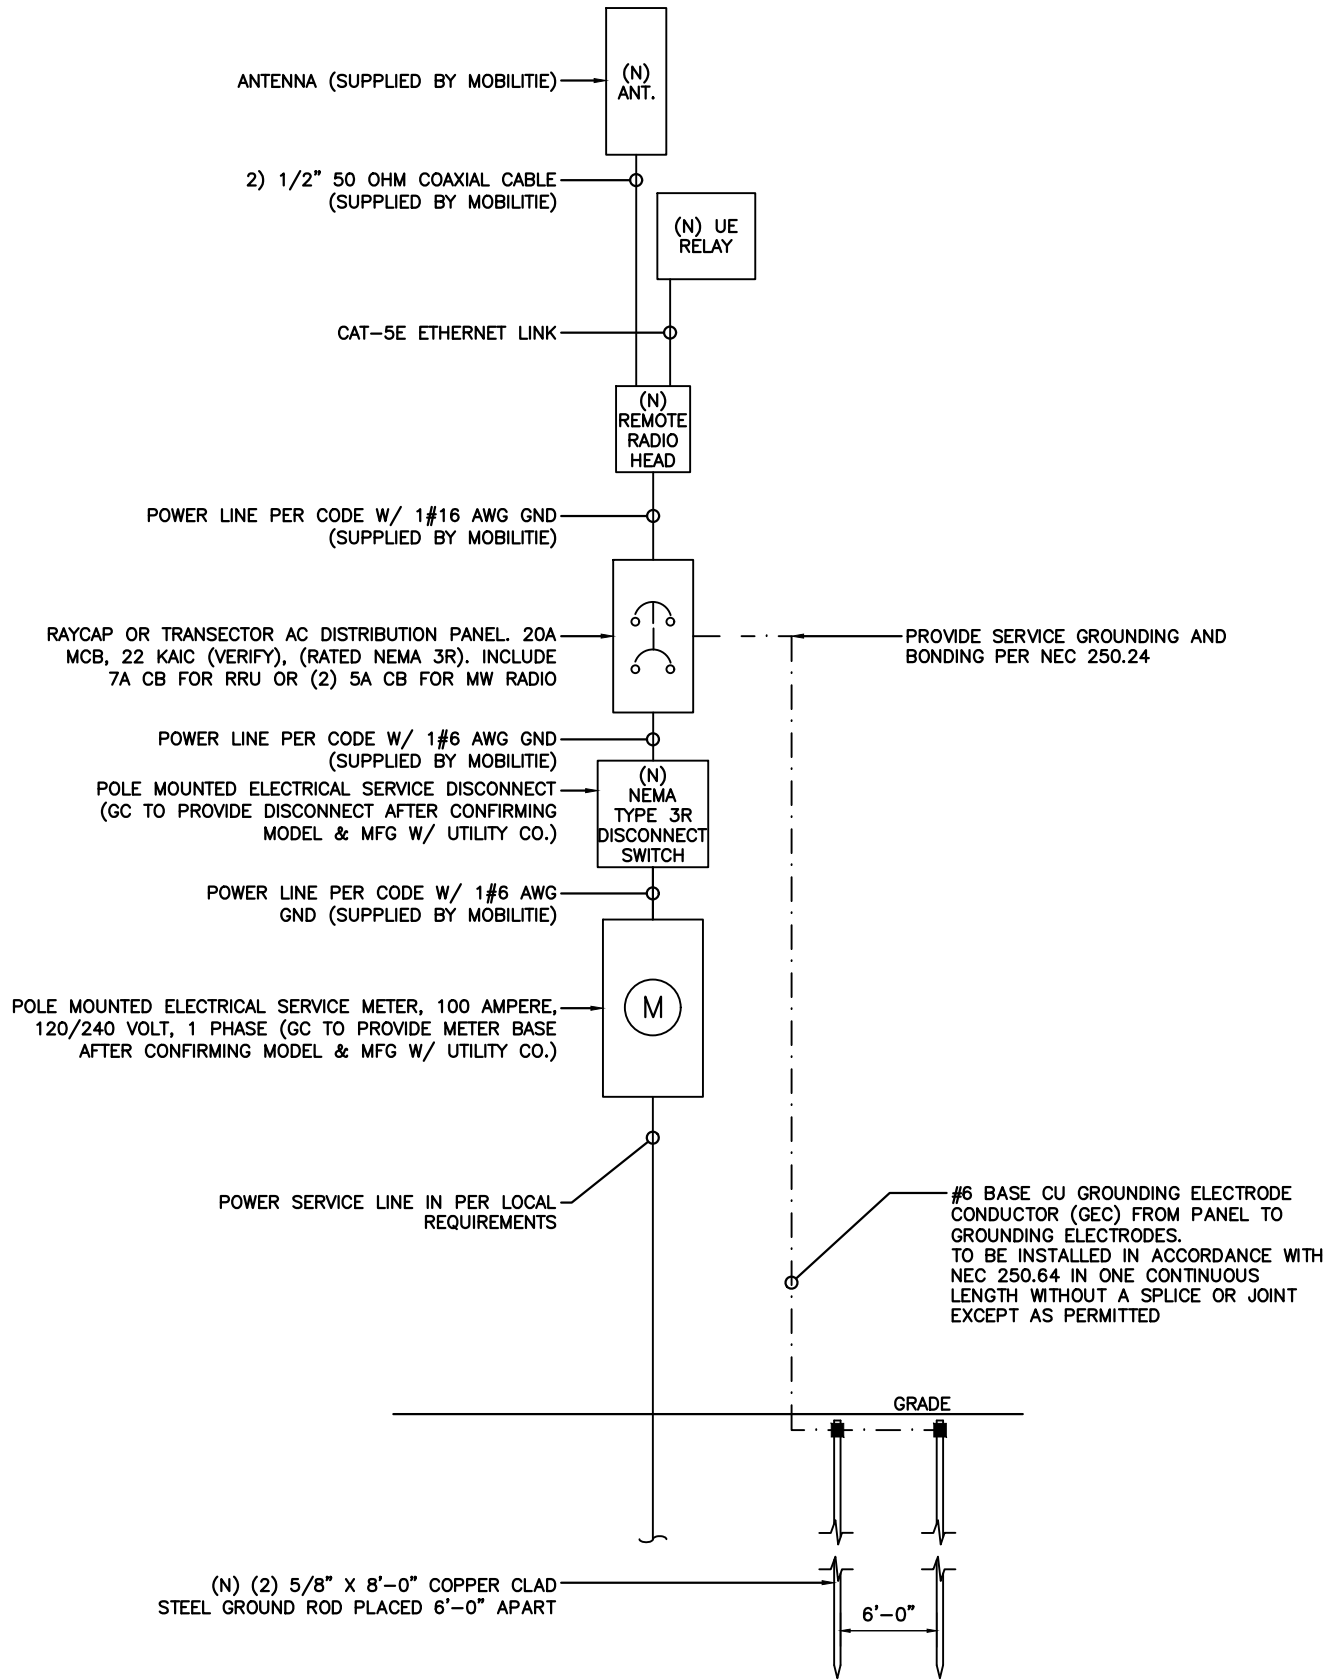 ANTENNA (SUPPLIED BY MOBILITIE)
(N)
ANT.
2) 1/2" 50 OHM COAXIAL CABLE
(SUPPLIED BY MOBILITIE)
(N) UE
RELAY
CAT-5E ETHERNET LINK
(N)
REMOTE
RADIO
HEAD
POWER LINE PER CODE W/ 1#16 AWG GND
(SUPPLIED BY MOBILITIE)
RAYCAP OR TRANSECTOR AC DISTRIBUTION PANEL. 20A
MCB, 22 KAIC (VERIFY), (RATED NEMA 3R). INCLUDE
7A CB FOR RRU OR (2) 5A CB FOR MW RADIO
PROVIDE SERVICE GROUNDING AND
BONDING PER NEC 250.24
POWER LINE PER CODE W/ 1#6 AWG GND
(SUPPLIED BY MOBILITIE)
POLE MOUNTED ELECTRICAL SERVICE DISCONNECT
(GC TO PROVIDE DISCONNECT AFTER CONFIRMING
MODEL & MFG W/ UTILITY CO.)
(N)
NEMA
TYPE 3R
DISCONNECT
SWITCH
POWER LINE PER CODE W/ 1#6 AWG
GND (SUPPLIED BY MOBILITIE)
POLE MOUNTED ELECTRICAL SERVICE METER, 100 AMPERE,
120/240 VOLT, 1 PHASE (GC TO PROVIDE METER BASE
AFTER CONFIRMING MODEL & MFG W/ UTILITY CO.)
M
POWER SERVICE LINE IN PER LOCAL
REQUIREMENTS
#6 BASE CU GROUNDING ELECTRODE
CONDUCTOR (GEC) FROM PANEL TO
GROUNDING ELECTRODES.
TO BE INSTALLED IN ACCORDANCE WITH
NEC 250.64 IN ONE CONTINUOUS
LENGTH WITHOUT A SPLICE OR JOINT
EXCEPT AS PERMITTED
GRADE
(N) (2) 5/8" X 8'-0" COPPER CLAD
STEEL GROUND ROD PLACED 6'-0" APART
6'-0"